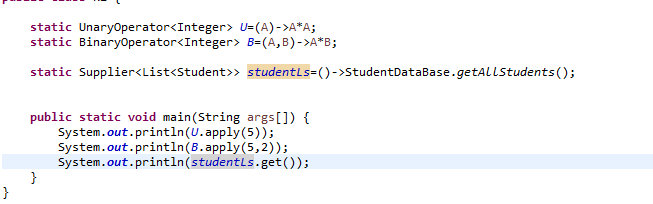 static UnaryOperator<Integer> U=(A)->A*A;
static BinaryOperator<Integer> B=(A,B)->A*B;
static Supplier<List<Student>> studentLs=()->StudentDataBase.getAllStudents();
public static void main(String args[]) {
System.out.println(U.apply(5));
System.out.println(B.apply(5,2));
System.out.println(studentLs.get());
}
}